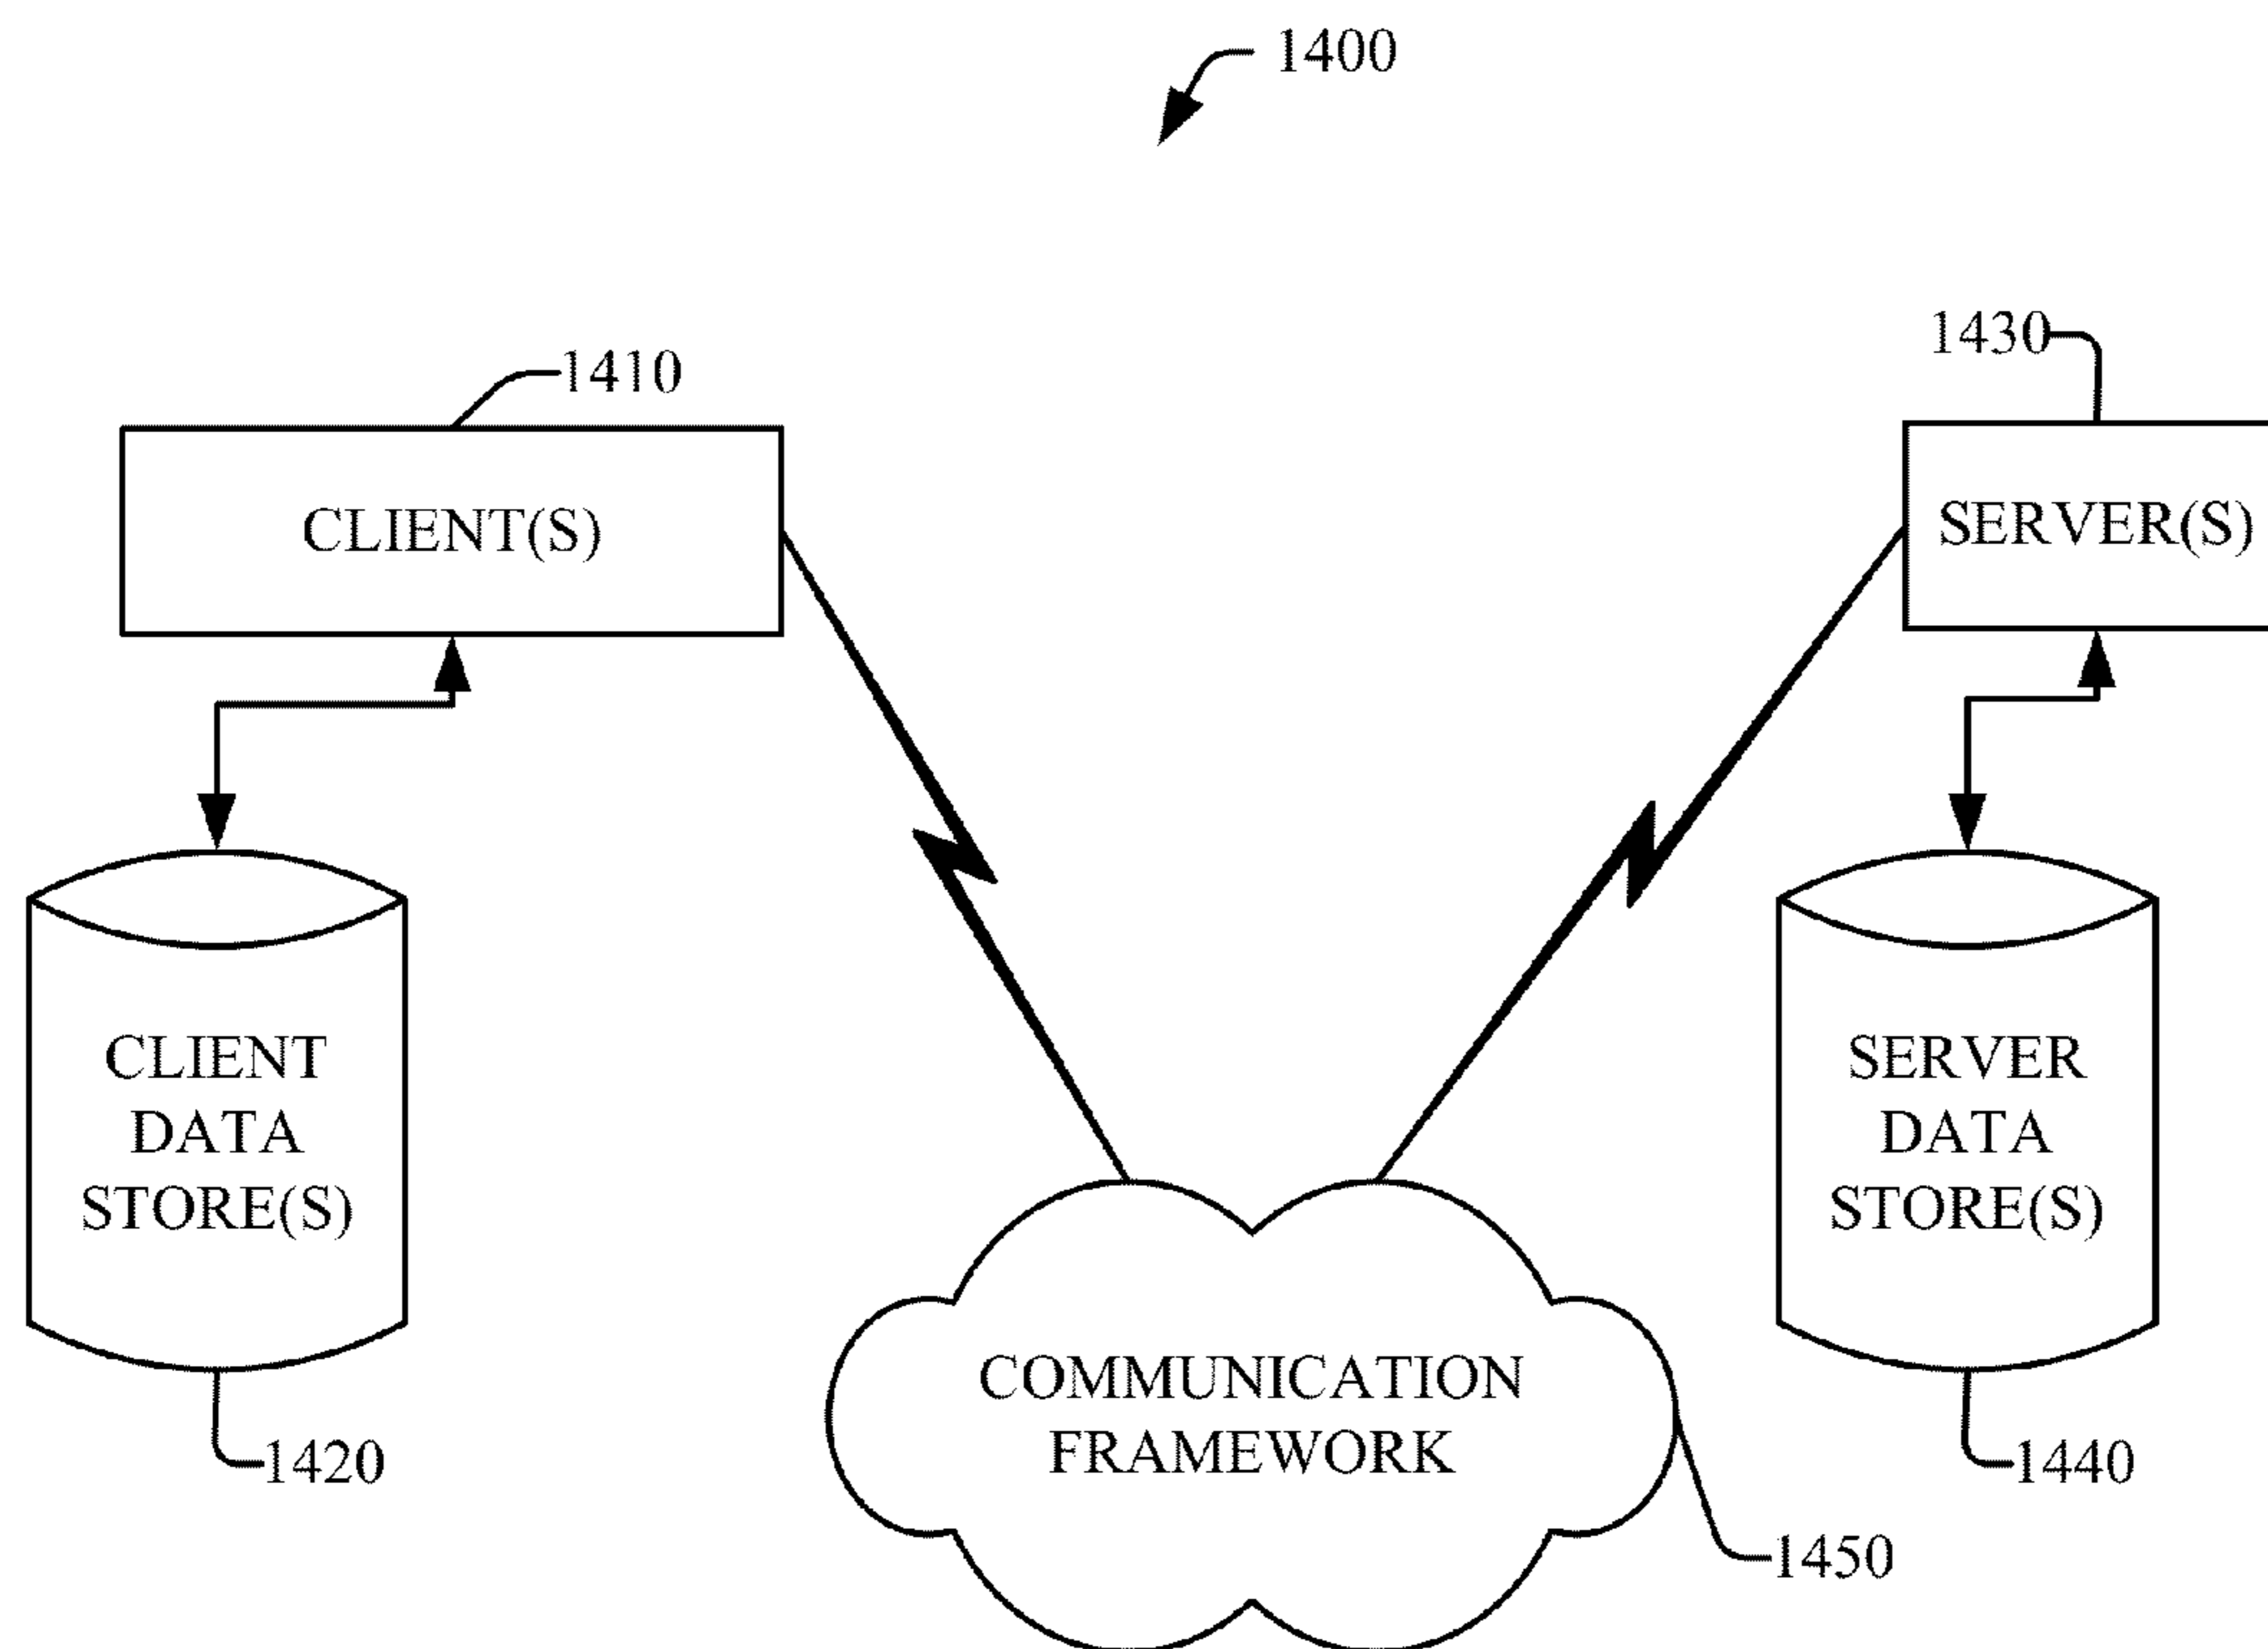 1400
1410
1430
CLIENT(S)
SERVER(S)
CLIENT
DATA
STORE(S)
SERVER
DATA
STORE(S)
COMMUNICATION
FRAMEWORK
1420
1440
1450